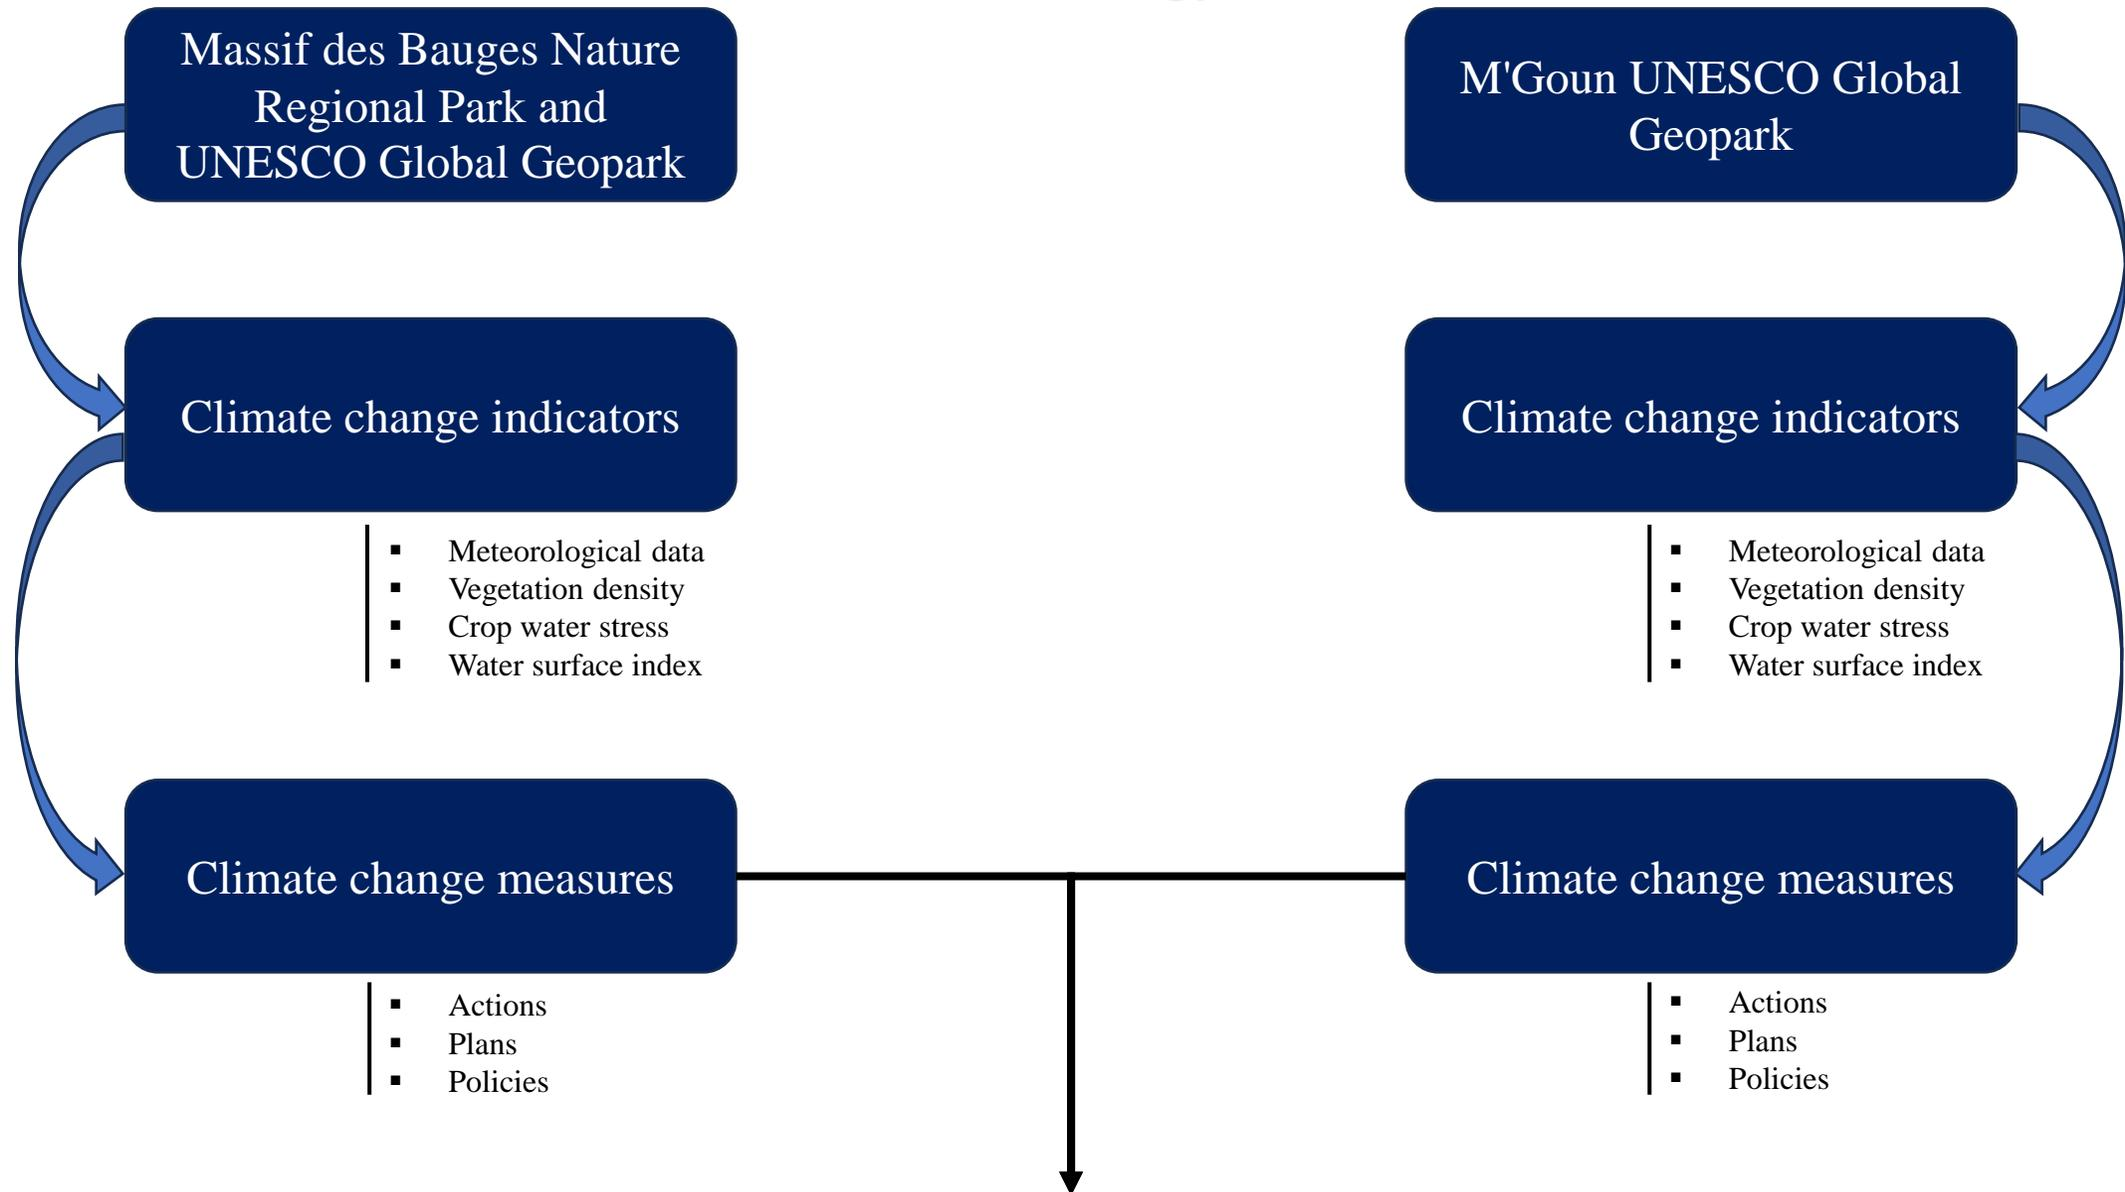 Massif des Bauges Nature
Regional Park and
UNESCO Global Geopark
M'Goun UNESCO Global
Geopark
Climate change indicators
Climate change indicators
▪ Meteorological data
▪ Vegetation density
▪ Crop water stress
▪ Water surface index
▪ Meteorological data
▪ Vegetation density
▪ Crop water stress
▪ Water surface index
Climate change measures
Climate change measures
▪ Actions
▪ Plans
▪ Policies
▪ Actions
▪ Plans
▪ Policies